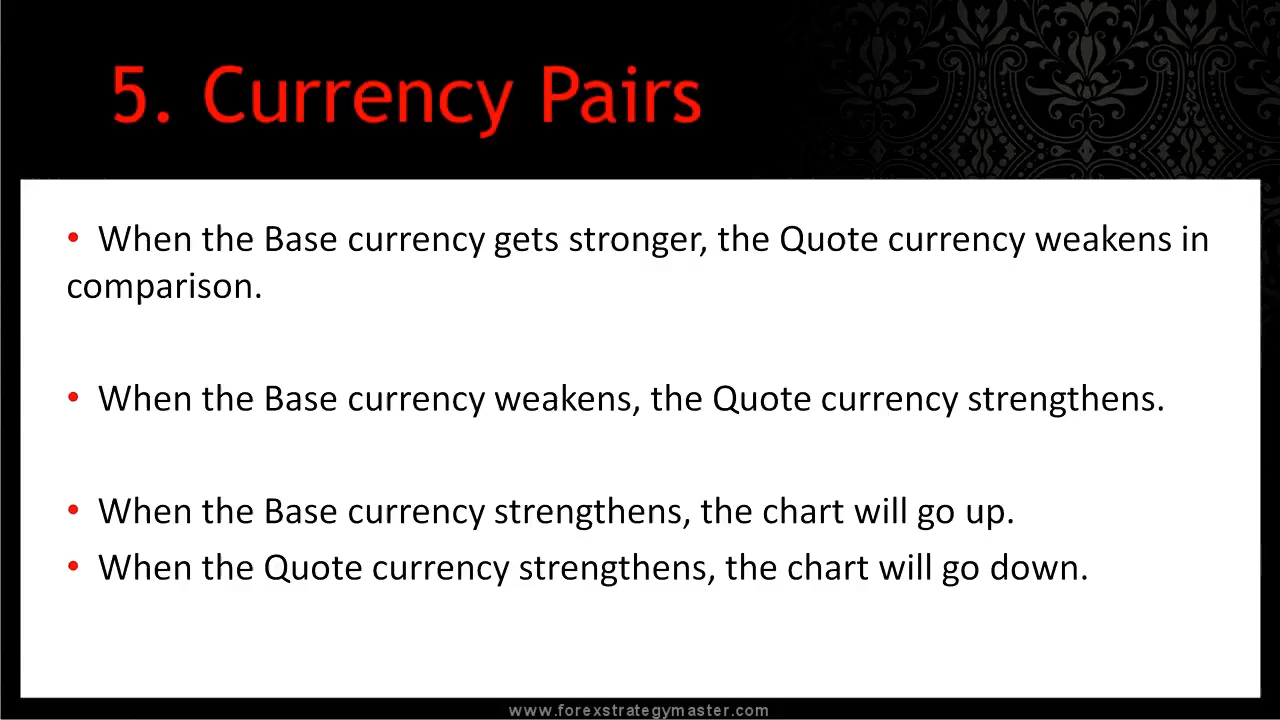 5. Currency Pairs
• When the Base currency gets stronger, the Quote currency weakens in
comparison.
• When the Base currency weakens, the Quote currency strengthens.
• When the Base currency strengthens, the chart will go up.
• When the Quote currency strengthens, the chart will go down.
www.forexstrategymaster.com